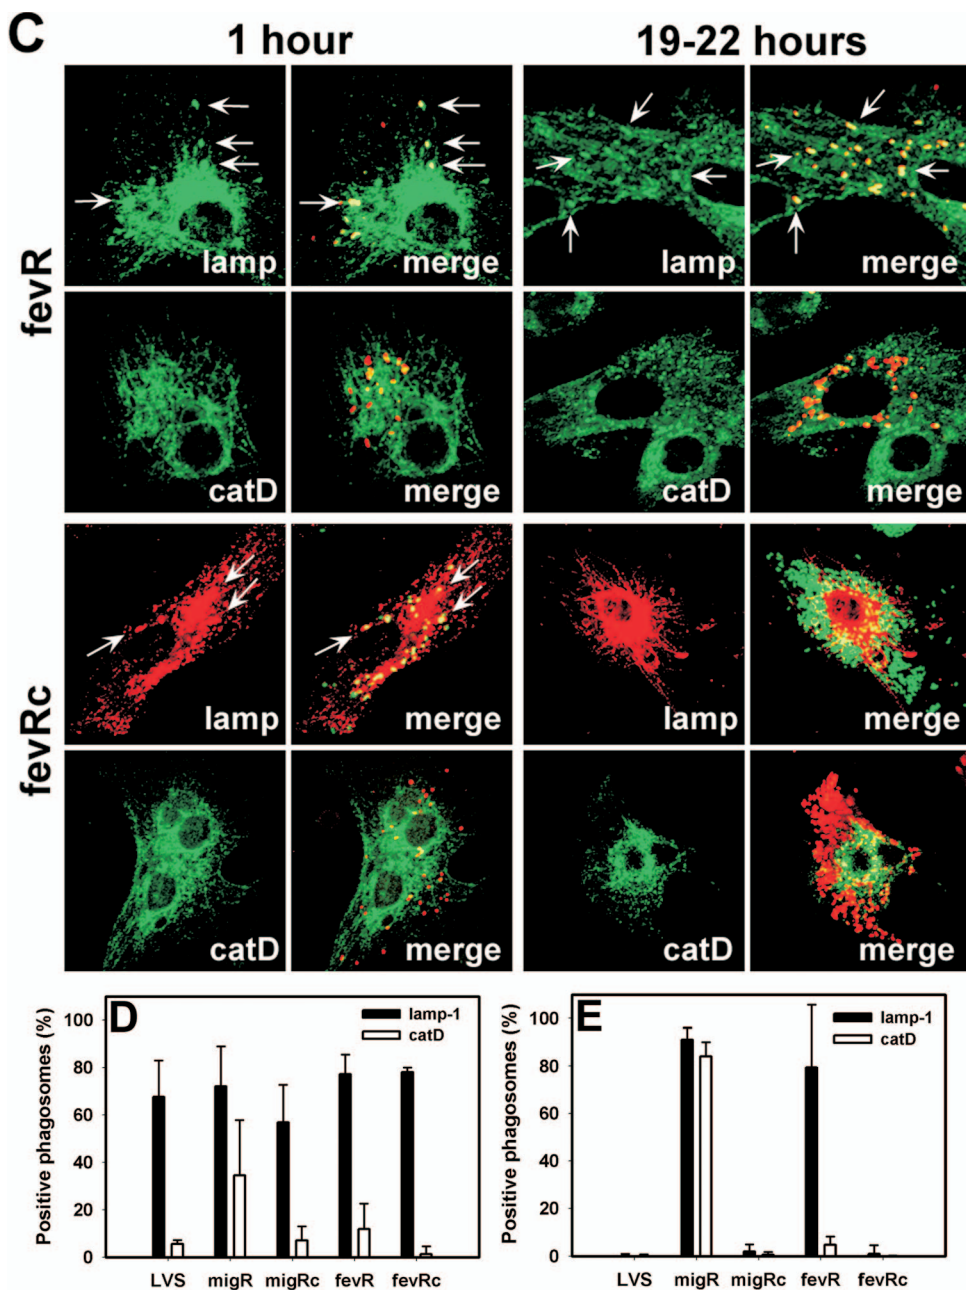 C
1 hour
19-22 hours
fevR
lamp
merge
lamp
merge
catD
merge
catD
merge
fevRc
lamp
merge
lamp
merge
catD
merge
catD
merge
D
lamp-1
catD
Positive phagosomes (%)
100
80
60
40
20
0
LVS
migR
migRc
fevR
fevRc
E
lamp-1
catD
Positive phagosomes (%)
100
80
60
40
20
0
LVS
migR
migRc
fevR
fevRc